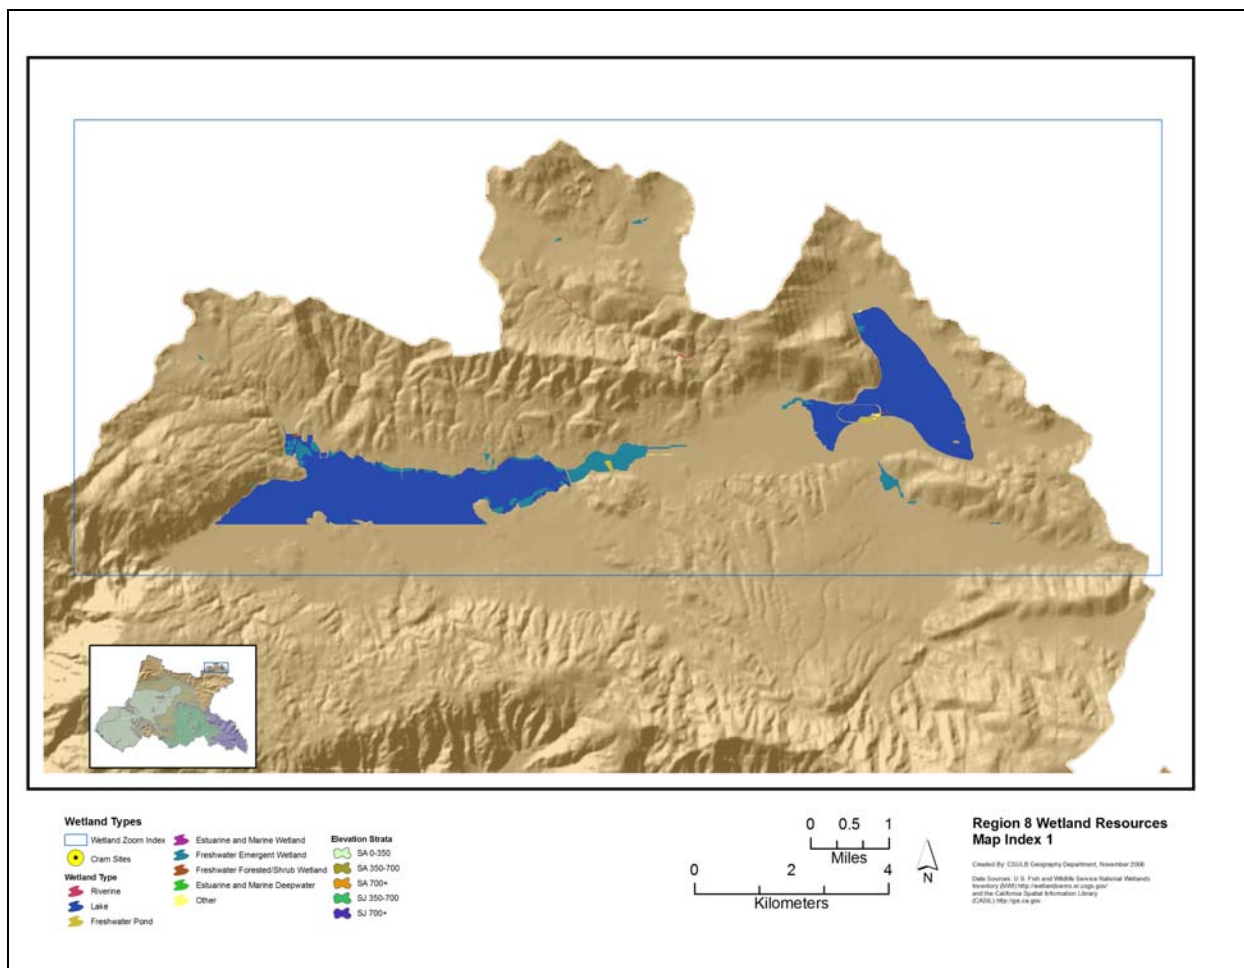 Wetland Types
Wetland Zoom Index
Cram Sites
Wetland Type
Riverine
Lake
Freshwater Pond
Estuarine and Marine Wetland
Freshwater Emergent Wetland
Freshwater Forested/Shrub Wetland
Estuarine and Marine Deepwater
Other
Elevation Strata
SA 0-350
SA 350-700
SA 700+
SJ 350-700
SJ 700+
0 0.5 1
Miles
0 2 4
Kilometers
N
Region 8 Wetland Resources
Map Index 1
Created By: CSULB Geography Department, November 2006
Data Sources: U.S. Fish and Wildlife Service National Wetlands
Inventory (NWI) http://wetlandswms.er.usgs.gov/
and the California Spatial Information Library
(CASIL) http://gis.ca.gov